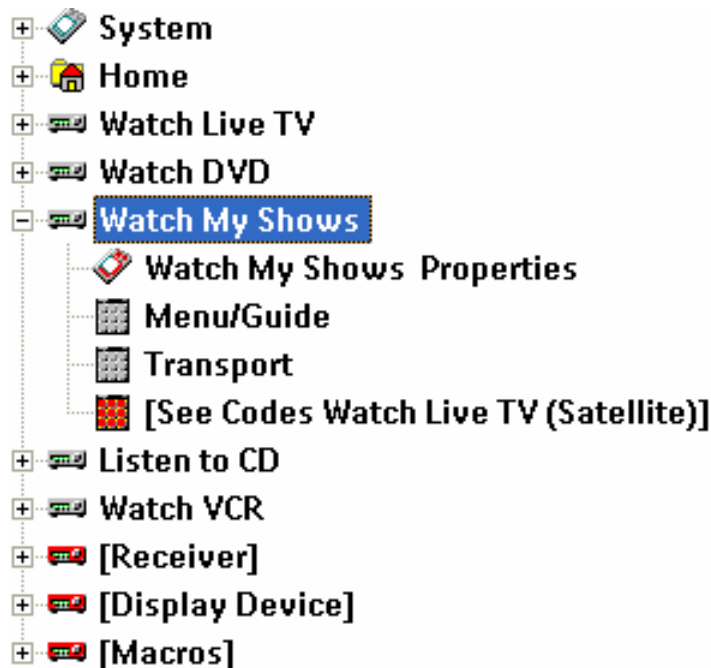 System
Home
Watch Live TV
Watch DVD
Watch My Shows
Watch My Shows Properties
Menu/Guide
Transport
[See Codes Watch Live TV (Satellite)]
Listen to CD
Watch VCR
[Receiver]
[Display Device]
[Macros]